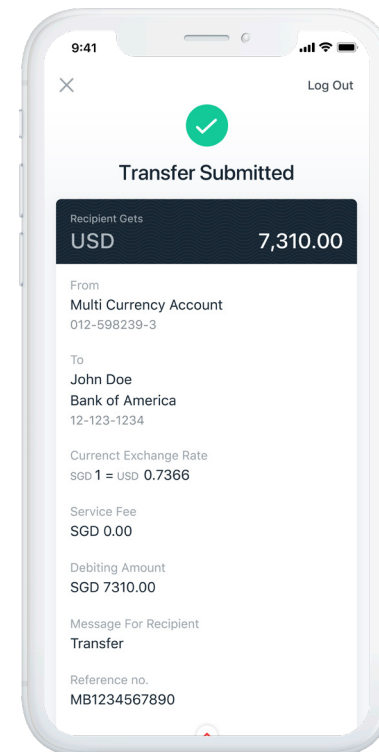 9:41
Log Out
Transfer Submitted
Recipient Gets
USD 7,310.00
From
Multi Currency Account
012-598239-3
To
John Doe
Bank of America
12-123-1234
Currenct Exchange Rate
SGD 1 = USD 0.7366
Service Fee
SGD 0.00
Debiting Amount
SGD 7310.00
Message For Recipient
Transfer
Reference no.
MB1234567890